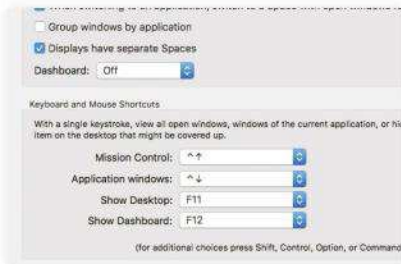 Group windows by application
Displays have separate Spaces
Dashboard: Off
Keyboard and Mouse Shortcuts
With a single keystroke, view all open windows, windows of the current application, or hi
item on the desktop that might be covered up.
Mission Control: ^↑
Application windows: ^↓
Show Desktop: F11
Show Dashboard: F12
(for additional choices press Shift, Control, Option, or Command